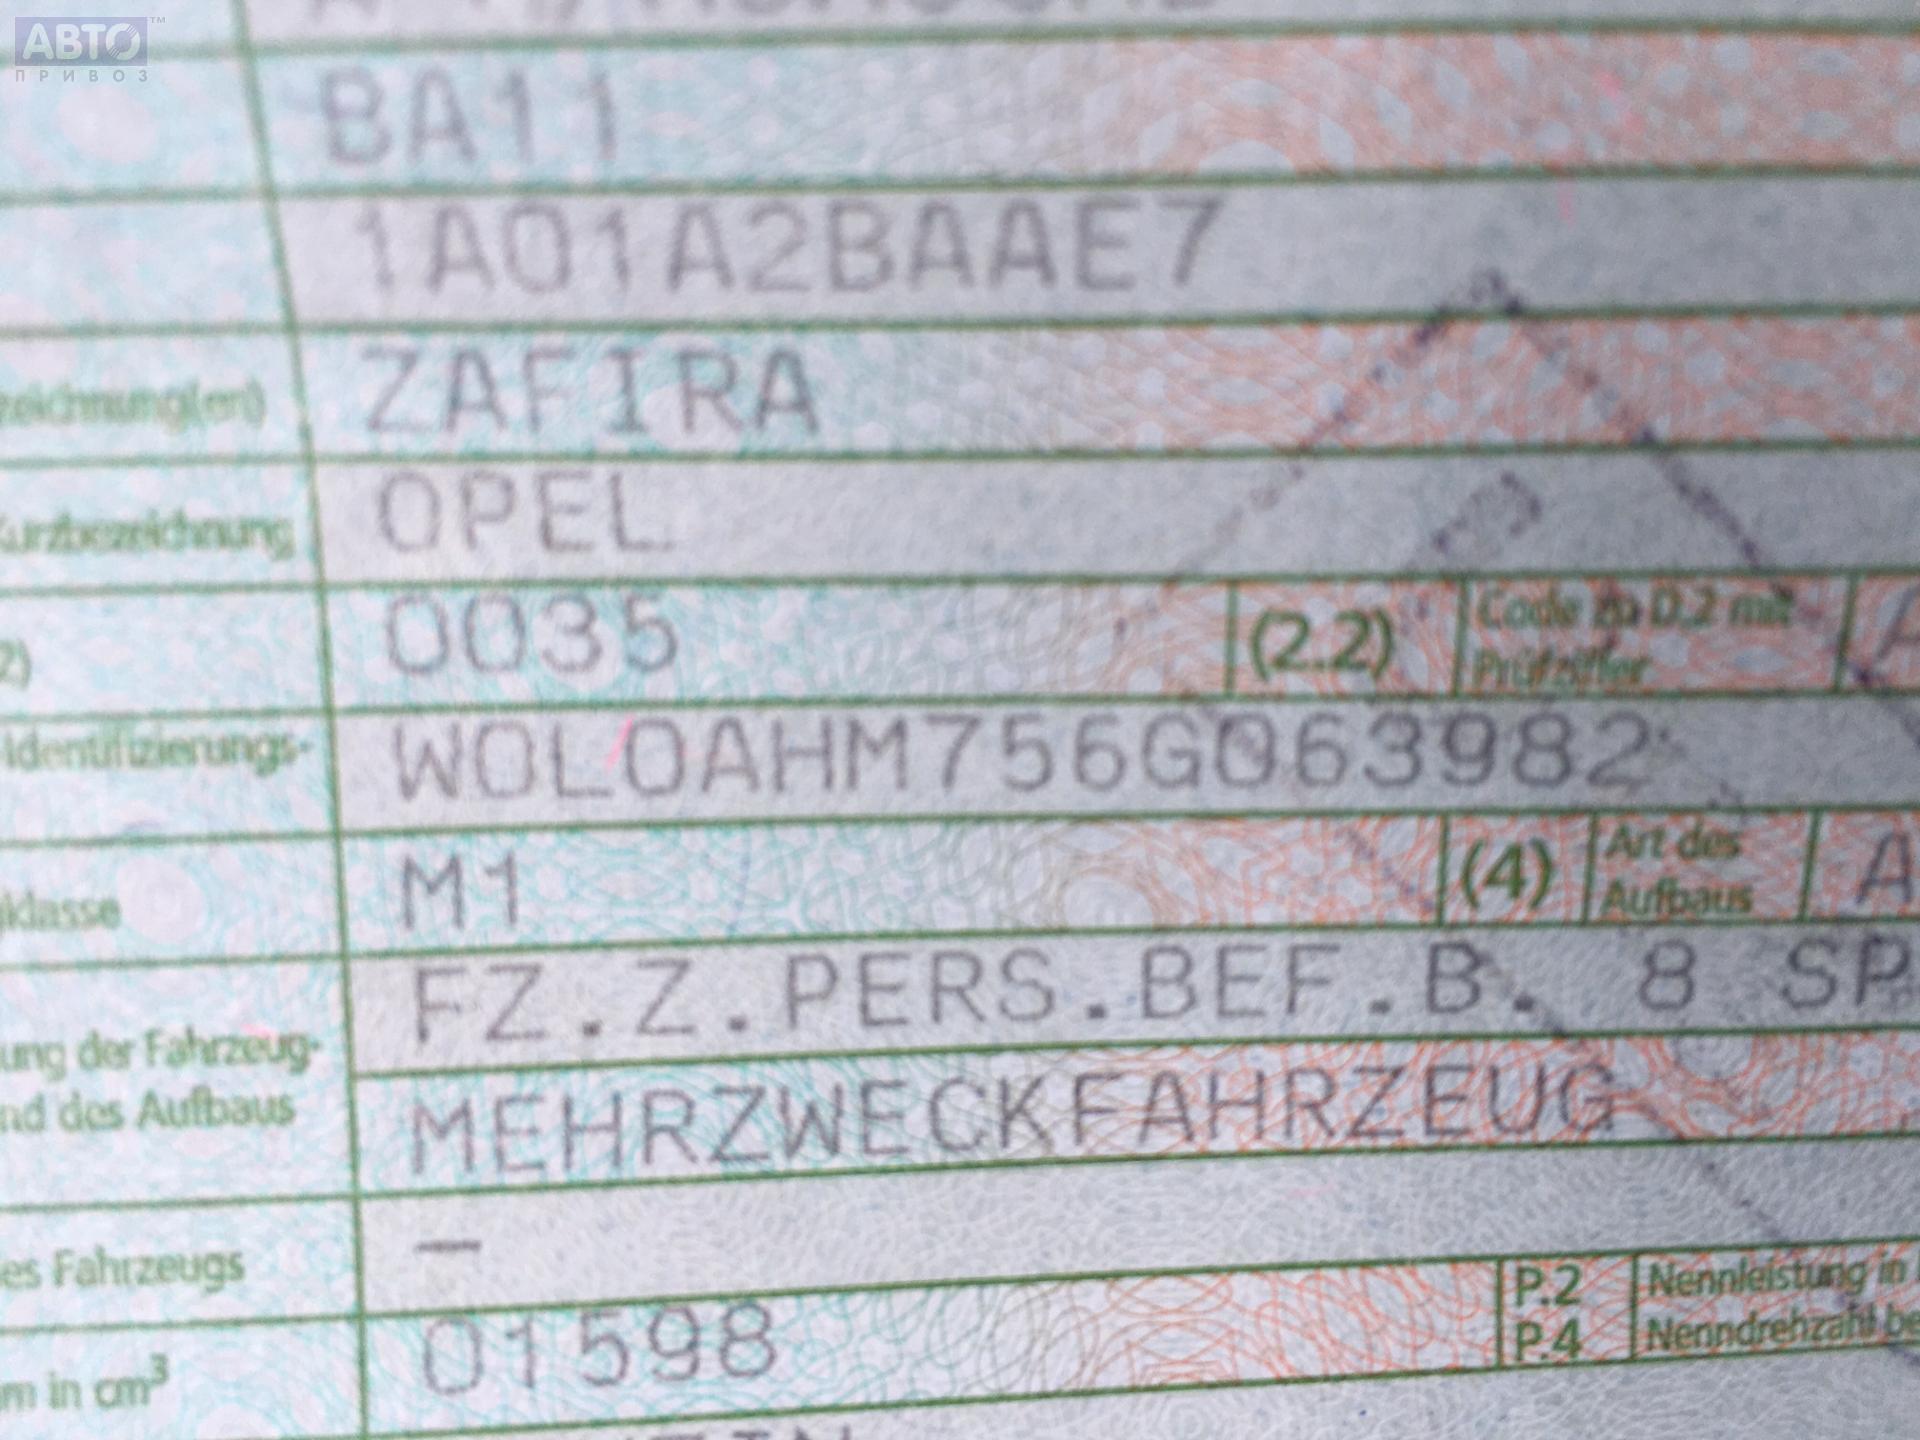 АВТО™
ПРИВОЗ
BA11
1A01A2BAAE7
zeichnung(en)
ZAFIRA
Kurzbezeichnung
OPEL
2)
0035
(2.2)
Code zu D.2 mit
Prüfziffer
-Identifizierungs-
W0L0AHM756G063982
klasse
M1
(4)
Art des
Aufbaus
A
FZ.Z.PERS.BEF.B. 8 SP
ung der Fahrzeug-
nd des Aufbaus
MEHRZWECKFAHRZEUG
es Fahrzeugs
—
m in cm³
01598
P.2
P.4
Nennleistung in
Nenndrehzahl be